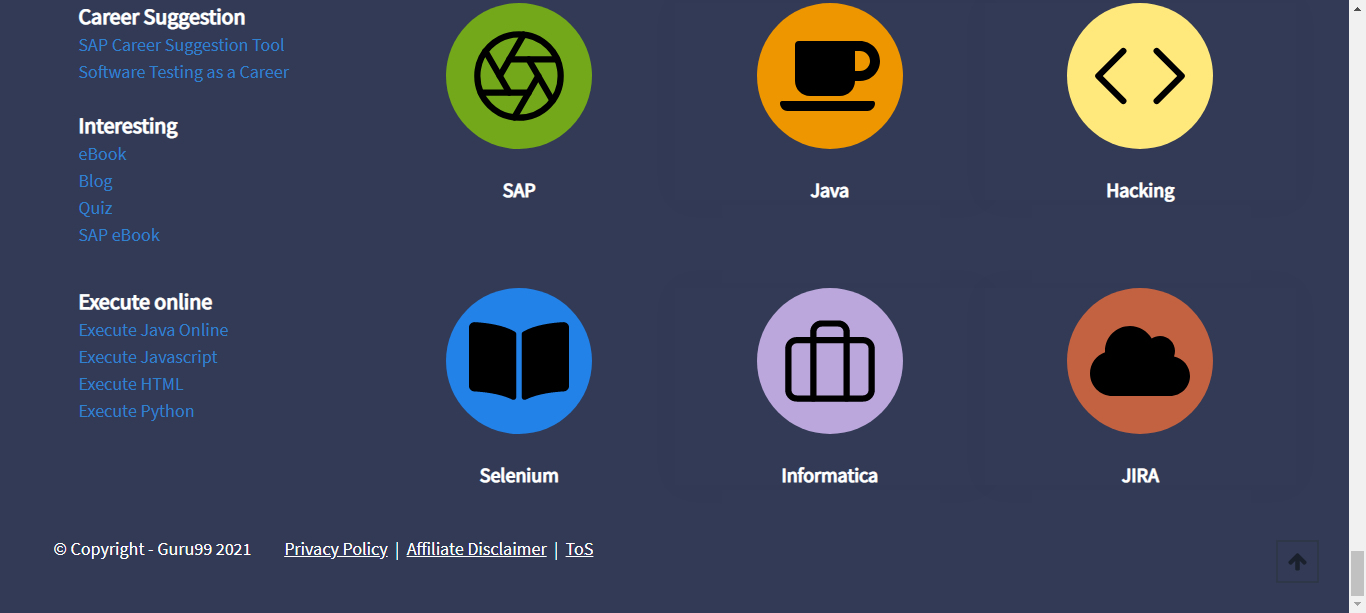 Career Suggestion
SAP Career Suggestion Tool
Software Testing as a Career
Interesting
eBook
Blog
Quiz
SAP eBook
Execute online
Execute Java Online
Execute Javascript
Execute HTML
Execute Python
SAP
Java
Hacking
Selenium
Informatica
JIRA
© Copyright - Guru99 2021 Privacy Policy | Affiliate Disclaimer | ToS